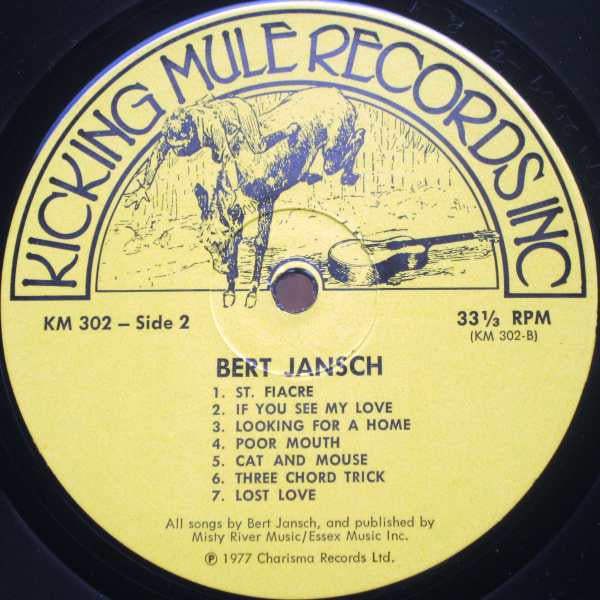 KICKING MULE RECORDS INC
KM 302 – Side 2
33 1/3 RPM
(KM 302-B)
BERT JANSCH
1. ST. FIACRE
2. IF YOU SEE MY LOVE
3. LOOKING FOR A HOME
4. POOR MOUTH
5. CAT AND MOUSE
6. THREE CHORD TRICK
7. LOST LOVE
All songs by Bert Jansch, and published by
Misty River Music/Essex Music Inc.
℗ 1977 Charisma Records Ltd.